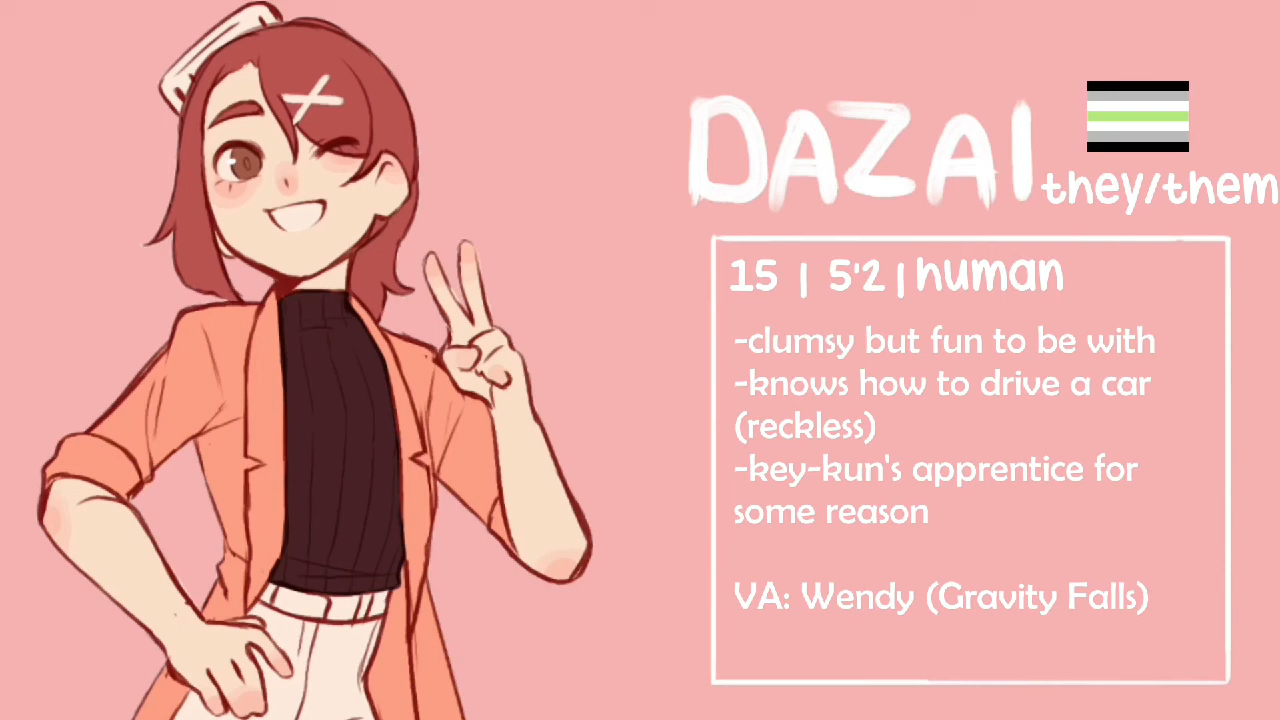 DAZAI
they/them
15 | 5'2 | human
-clumsy but fun to be with
-knows how to drive a car
(reckless)
-key-kun's apprentice for
some reason
VA: Wendy (Gravity Falls)